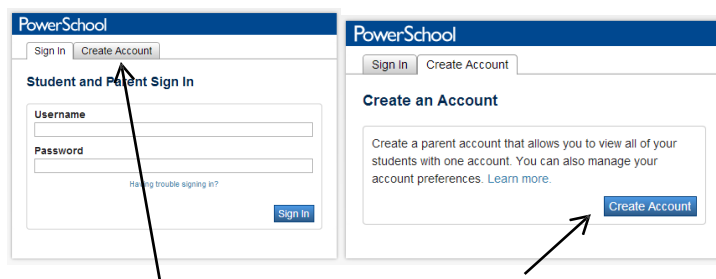 PowerSchool
Sign In Create Account
Student and Parent Sign In
Username
Password
Having trouble signing in?
Sign In
PowerSchool
Sign In Create Account
Create an Account
Create a parent account that allows you to view all of your
students with one account. You can also manage your
account preferences. Learn more.
Create Account